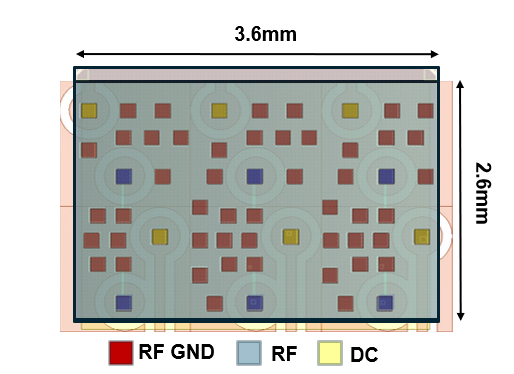 3.6mm
2.6mm
RF GND
RF
DC